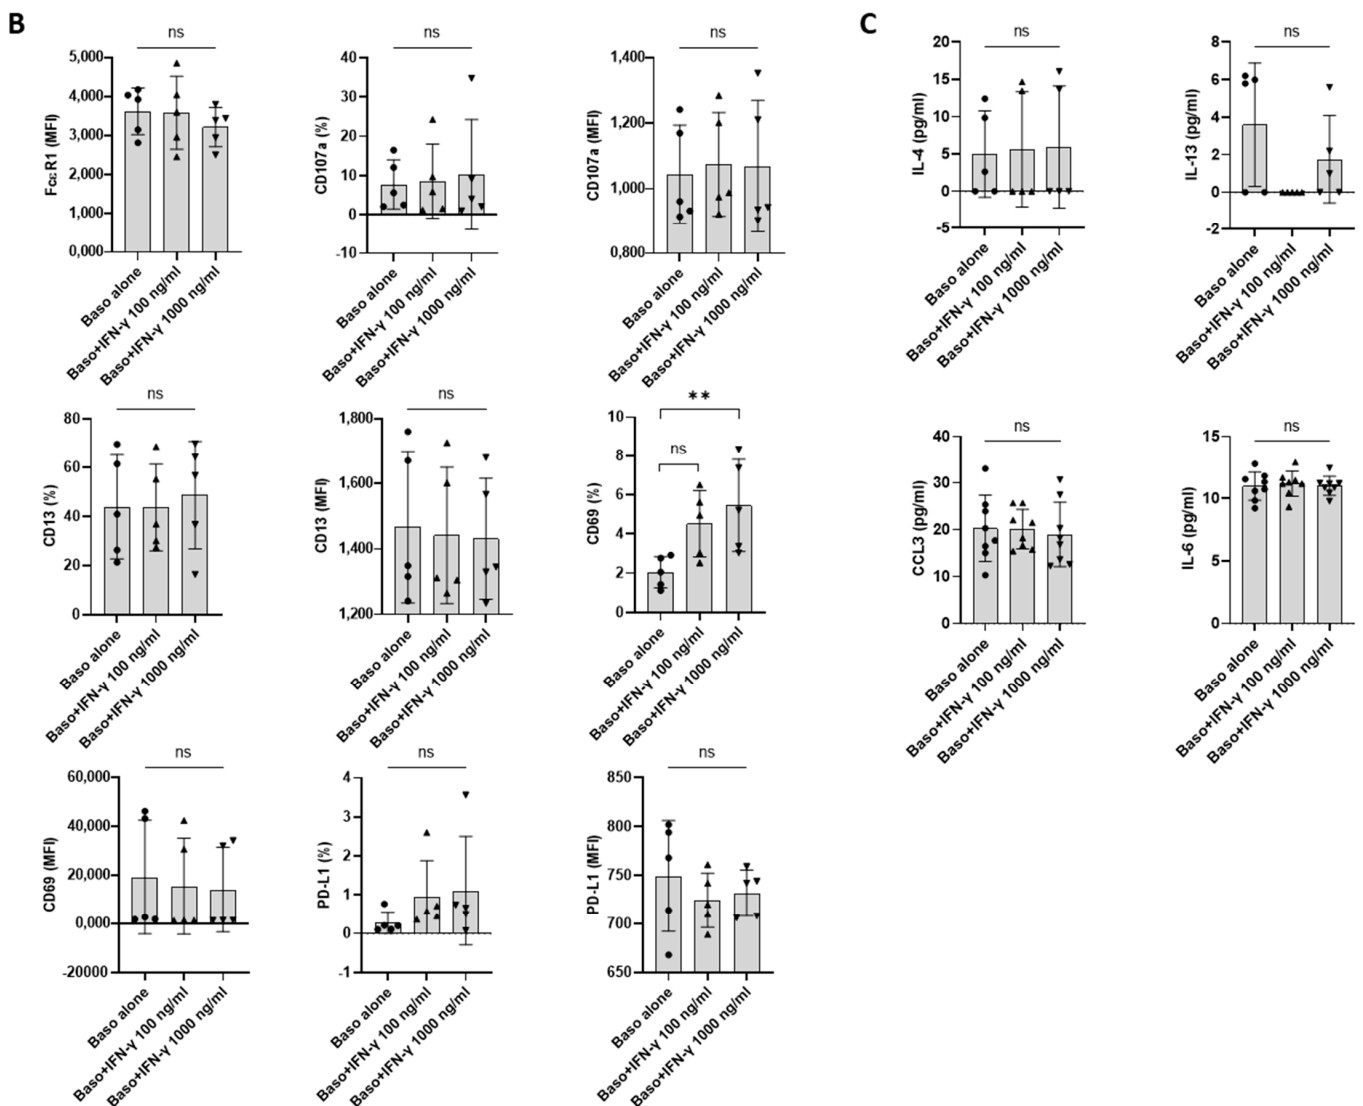 B
C
ns
5,000
4,000
3,000
2,000
1,000
0,000
FcεR1 (MFI)
Baso alone
Baso+IFN-γ 100 ng/ml
Baso+IFN-γ 1000 ng/ml
ns
40
30
20
10
0
-10
CD107a (%)
Baso alone
Baso+IFN-γ 100 ng/ml
Baso+IFN-γ 1000 ng/ml
ns
1,400
1,200
1,000
0,800
CD107a (MFI)
Baso alone
Baso+IFN-γ 100 ng/ml
Baso+IFN-γ 1000 ng/ml
ns
20
15
10
5
0
-5
IL-4 (pg/ml)
Baso alone
Baso+IFN-γ 100 ng/ml
Baso+IFN-γ 1000 ng/ml
ns
8
6
4
2
0
-2
IL-13 (pg/ml)
Baso alone
Baso+IFN-γ 100 ng/ml
Baso+IFN-γ 1000 ng/ml
ns
80
60
40
20
0
CD13 (%)
Baso alone
Baso+IFN-γ 100 ng/ml
Baso+IFN-γ 1000 ng/ml
ns
1,800
1,600
1,400
1,200
CD13 (MFI)
Baso alone
Baso+IFN-γ 100 ng/ml
Baso+IFN-γ 1000 ng/ml
**
ns
10
8
6
4
2
0
CD69 (%)
Baso alone
Baso+IFN-γ 100 ng/ml
Baso+IFN-γ 1000 ng/ml
ns
40
30
20
10
0
CCL3 (pg/ml)
Baso alone
Baso+IFN-γ 100 ng/ml
Baso+IFN-γ 1000 ng/ml
ns
15
10
5
0
IL-6 (pg/ml)
Baso alone
Baso+IFN-γ 100 ng/ml
Baso+IFN-γ 1000 ng/ml
ns
60,000
40,000
20,000
0,000
-20000
CD69 (MFI)
Baso alone
Baso+IFN-γ 100 ng/ml
Baso+IFN-γ 1000 ng/ml
ns
4
3
2
1
0
-1
PD-L1 (%)
Baso alone
Baso+IFN-γ 100 ng/ml
Baso+IFN-γ 1000 ng/ml
ns
850
800
750
700
650
PD-L1 (MFI)
Baso alone
Baso+IFN-γ 100 ng/ml
Baso+IFN-γ 1000 ng/ml